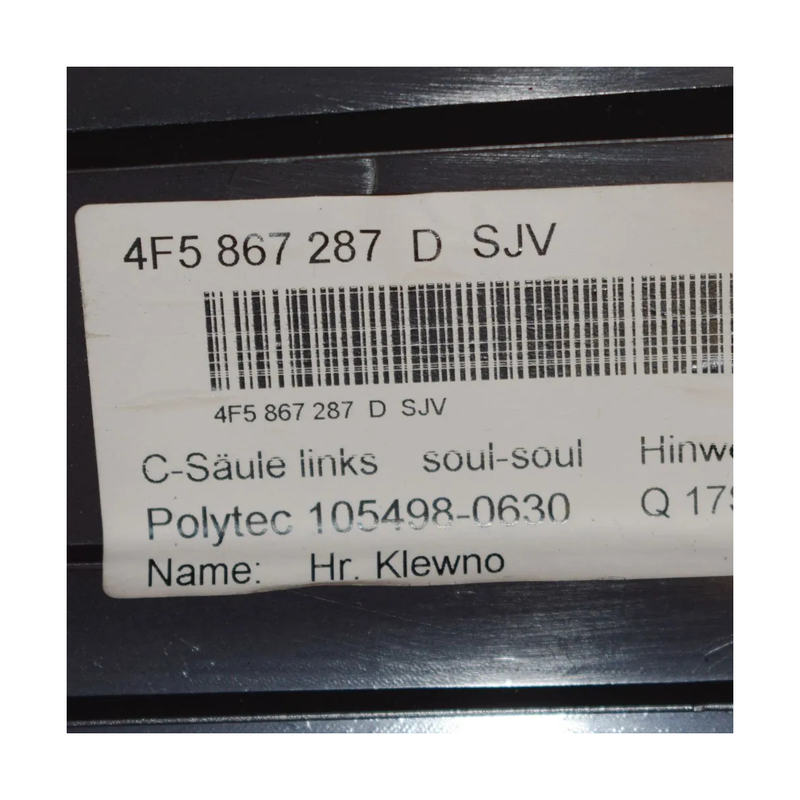 4F5 867 287 D SJV
4F5 867 287 D SJV
C-Säule links soul-soul
Polytec 105498-0630 Q
Name: Hr. Klewno